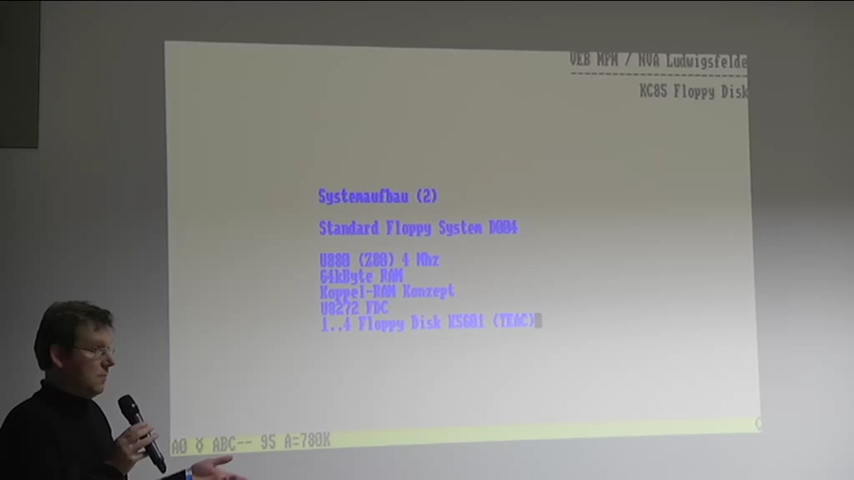 VEB MPM / NVA Ludwigsfelde
KC85 Floppy Disk
Systemaufbau (2)
Standard Floppy System D004
U880 (Z80) 4 Mhz
64kByte RAM
Koppel-RAM Konzept
U8272 FDC
1..4 Floppy Disk K5601 (TEAC)
A0 ABC-- 95 A=780K